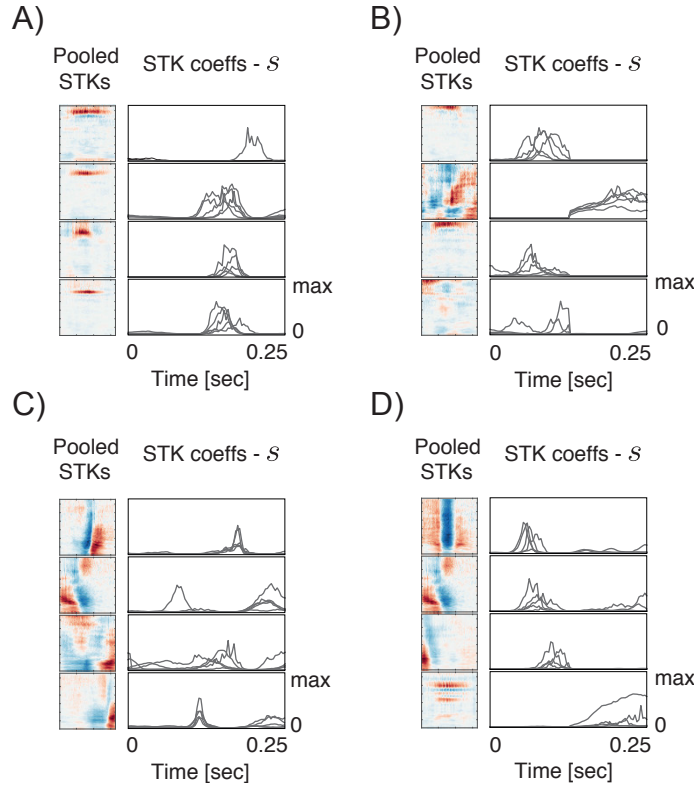 A)
Pooled STKs
STK coeffs - s
max
0
0 0.25
Time [sec]
B)
Pooled STKs
STK coeffs - s
max
0
0 0.25
Time [sec]
C)
Pooled STKs
STK coeffs - s
max
0
0 0.25
Time [sec]
D)
Pooled STKs
STK coeffs - s
max
0
0 0.25
Time [sec]